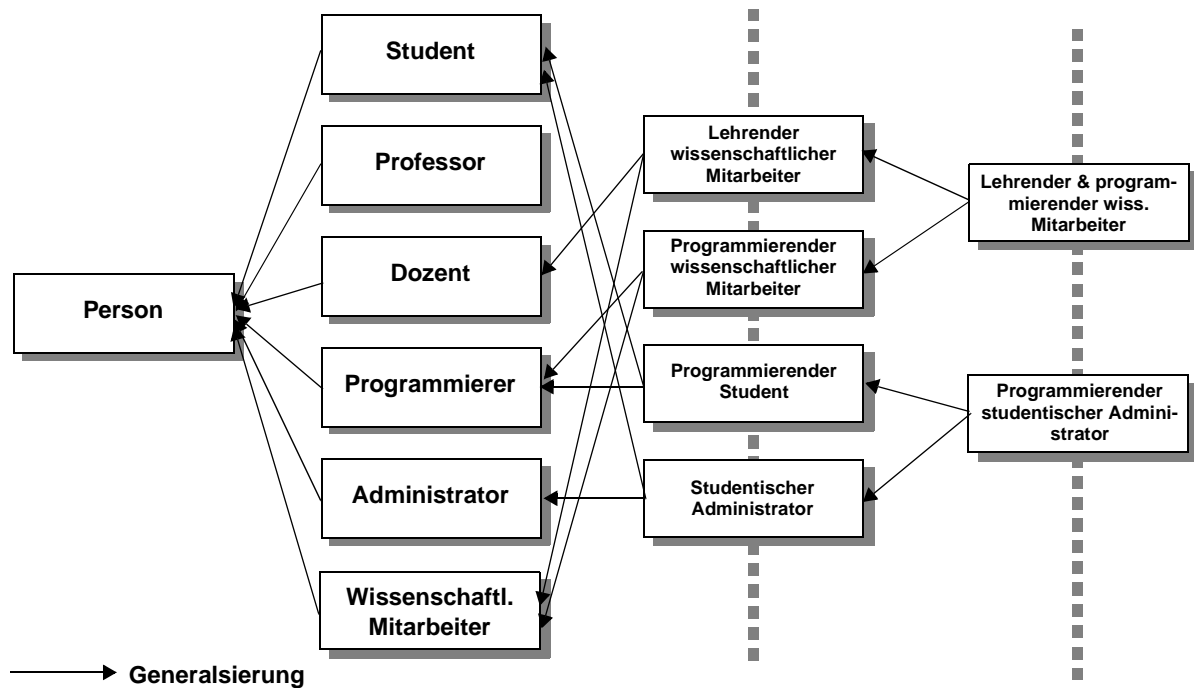 Person
Student
Professor
Dozent
Programmierer
Administrator
Wissenschaftl.
Mitarbeiter
Lehrender
wissenschaftlicher
Mitarbeiter
Programmierender
wissenschaftlicher
Mitarbeiter
Programmierender
Student
Studentischer
Administrator
Lehrender & program-
mierender wiss.
Mitarbeiter
Programmierender
studentischer Admini-
strator
Generalsierung